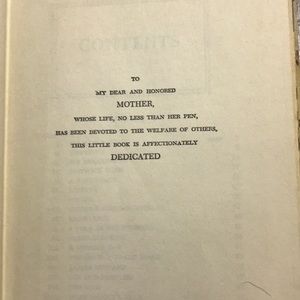 CONTENTS
TO
MY DEAR AND HONORED
MOTHER,
WHOSE LIFE, NO LESS THAN HER PEN,
HAS BEEN DEVOTED TO THE WELFARE OF OTHERS,
THIS LITTLE BOOK IS AFFECTIONATELY
DEDICATED